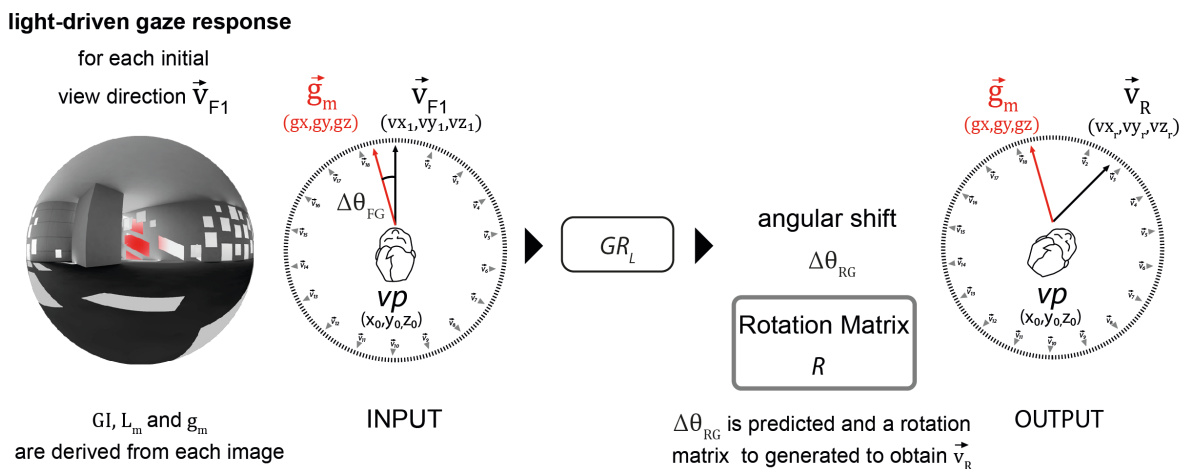 light-driven gaze response
for each initial
view direction v⃗F1
g⃗m
(gx,gy,gz)
v⃗F1
(vx1,vy1,vz1)
ΔθFG
vp
(x0,y0,z0)
GI, Lm and gm
are derived from each image
INPUT
GRL
angular shift
ΔθRG
Rotation Matrix
R
ΔθRG is predicted and a rotation
matrix to generated to obtain v⃗R
g⃗m
(gx,gy,gz)
v⃗R
(vxr,vyr,vzr)
vp
(x0,y0,z0)
OUTPUT